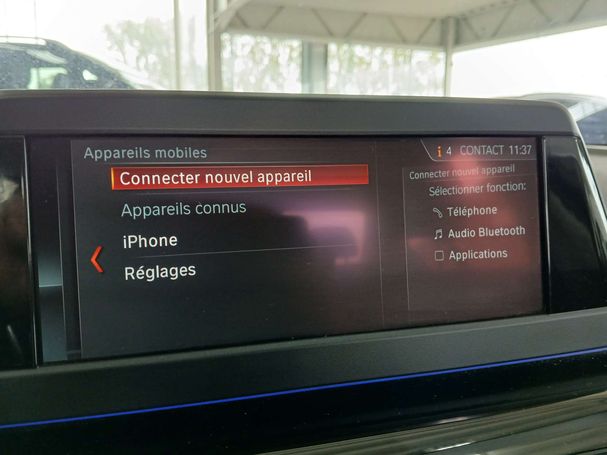 Appareils mobiles
i 4 CONTACT 11:37
Connecter nouvel appareil
Appareils connus
iPhone
Réglages
Connecter nouvel appareil
Sélectionner fonction:
Téléphone
Audio Bluetooth
Applications